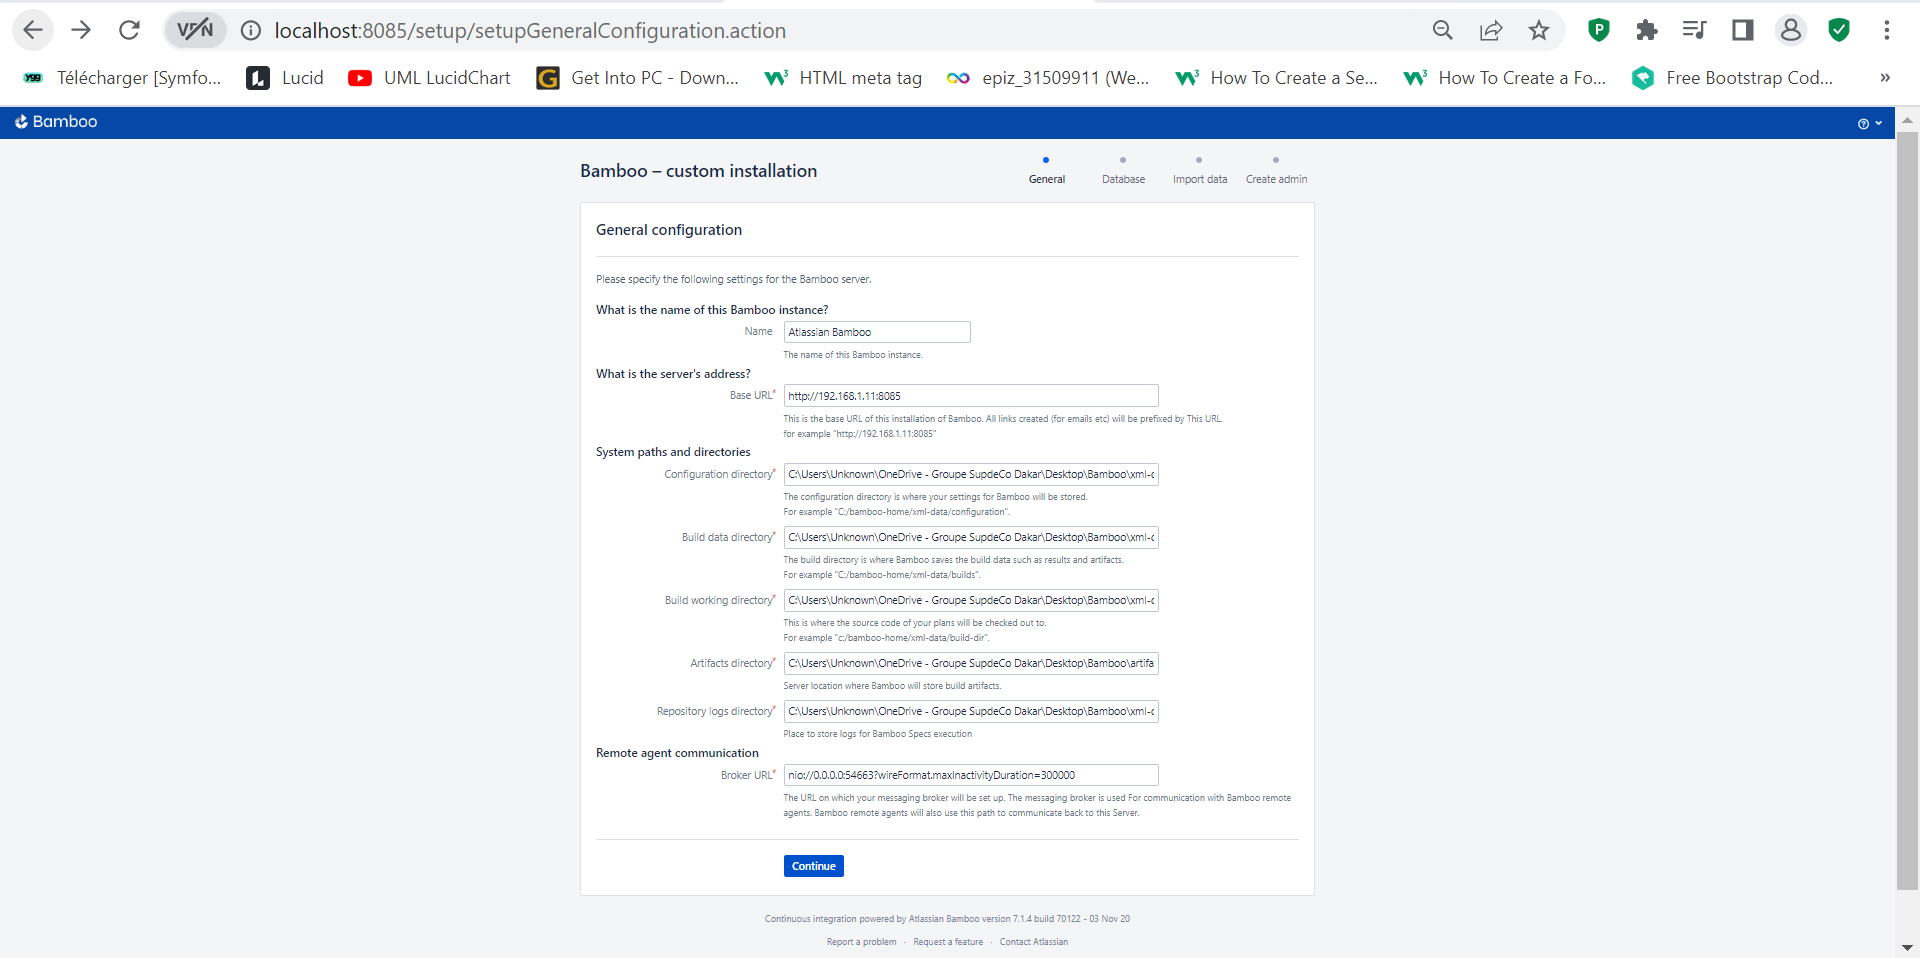 VPN localhost:8085/setup/setupGeneralConfiguration.action
Télécharger [Symfo... Lucid UML LucidChart Get Into PC - Down... HTML meta tag epiz_31509911 (We... How To Create a Se... How To Create a Fo... Free Bootstrap Cod... »
Bamboo
Bamboo – custom installation
General Database Import data Create admin
General configuration
Please specify the following settings for the Bamboo server.
What is the name of this Bamboo instance?
Name Atlassian Bamboo
The name of this Bamboo instance.
What is the server's address?
Base URL* http://192.168.1.11:8085
This is the base URL of this installation of Bamboo. All links created (for emails etc) will be prefixed by This URL.
for example "http://192.168.1.11:8085"
System paths and directories
Configuration directory* C:\Users\Unknown\OneDrive - Groupe SupdeCo Dakar\Desktop\Bamboo\xml-d
The configuration directory is where your settings for Bamboo will be stored.
For example "C:/bamboo-home/xml-data/configuration".
Build data directory* C:\Users\Unknown\OneDrive - Groupe SupdeCo Dakar\Desktop\Bamboo\xml-d
The build directory is where Bamboo saves the build data such as results and artifacts.
For example "C:/bamboo-home/xml-data/builds".
Build working directory* C:\Users\Unknown\OneDrive - Groupe SupdeCo Dakar\Desktop\Bamboo\xml-d
This is where the source code of your plans will be checked out to.
For example "c:/bamboo-home/xml-data/build-dir".
Artifacts directory* C:\Users\Unknown\OneDrive - Groupe SupdeCo Dakar\Desktop\Bamboo\artifa
Server location where Bamboo will store build artifacts.
Repository logs directory* C:\Users\Unknown\OneDrive - Groupe SupdeCo Dakar\Desktop\Bamboo\xml-d
Place to store logs for Bamboo Specs execution
Remote agent communication
Broker URL* nio://0.0.0.0:54663?wireFormat.maxInactivityDuration=300000
The URL on which your messaging broker will be set up. The messaging broker is used For communication with Bamboo remote
agents. Bamboo remote agents will also use this path to communicate back to this Server.
Continue
Continuous integration powered by Atlassian Bamboo version 7.1.4 build 70122 - 03 Nov 20
Report a problem · Request a feature · Contact Atlassian